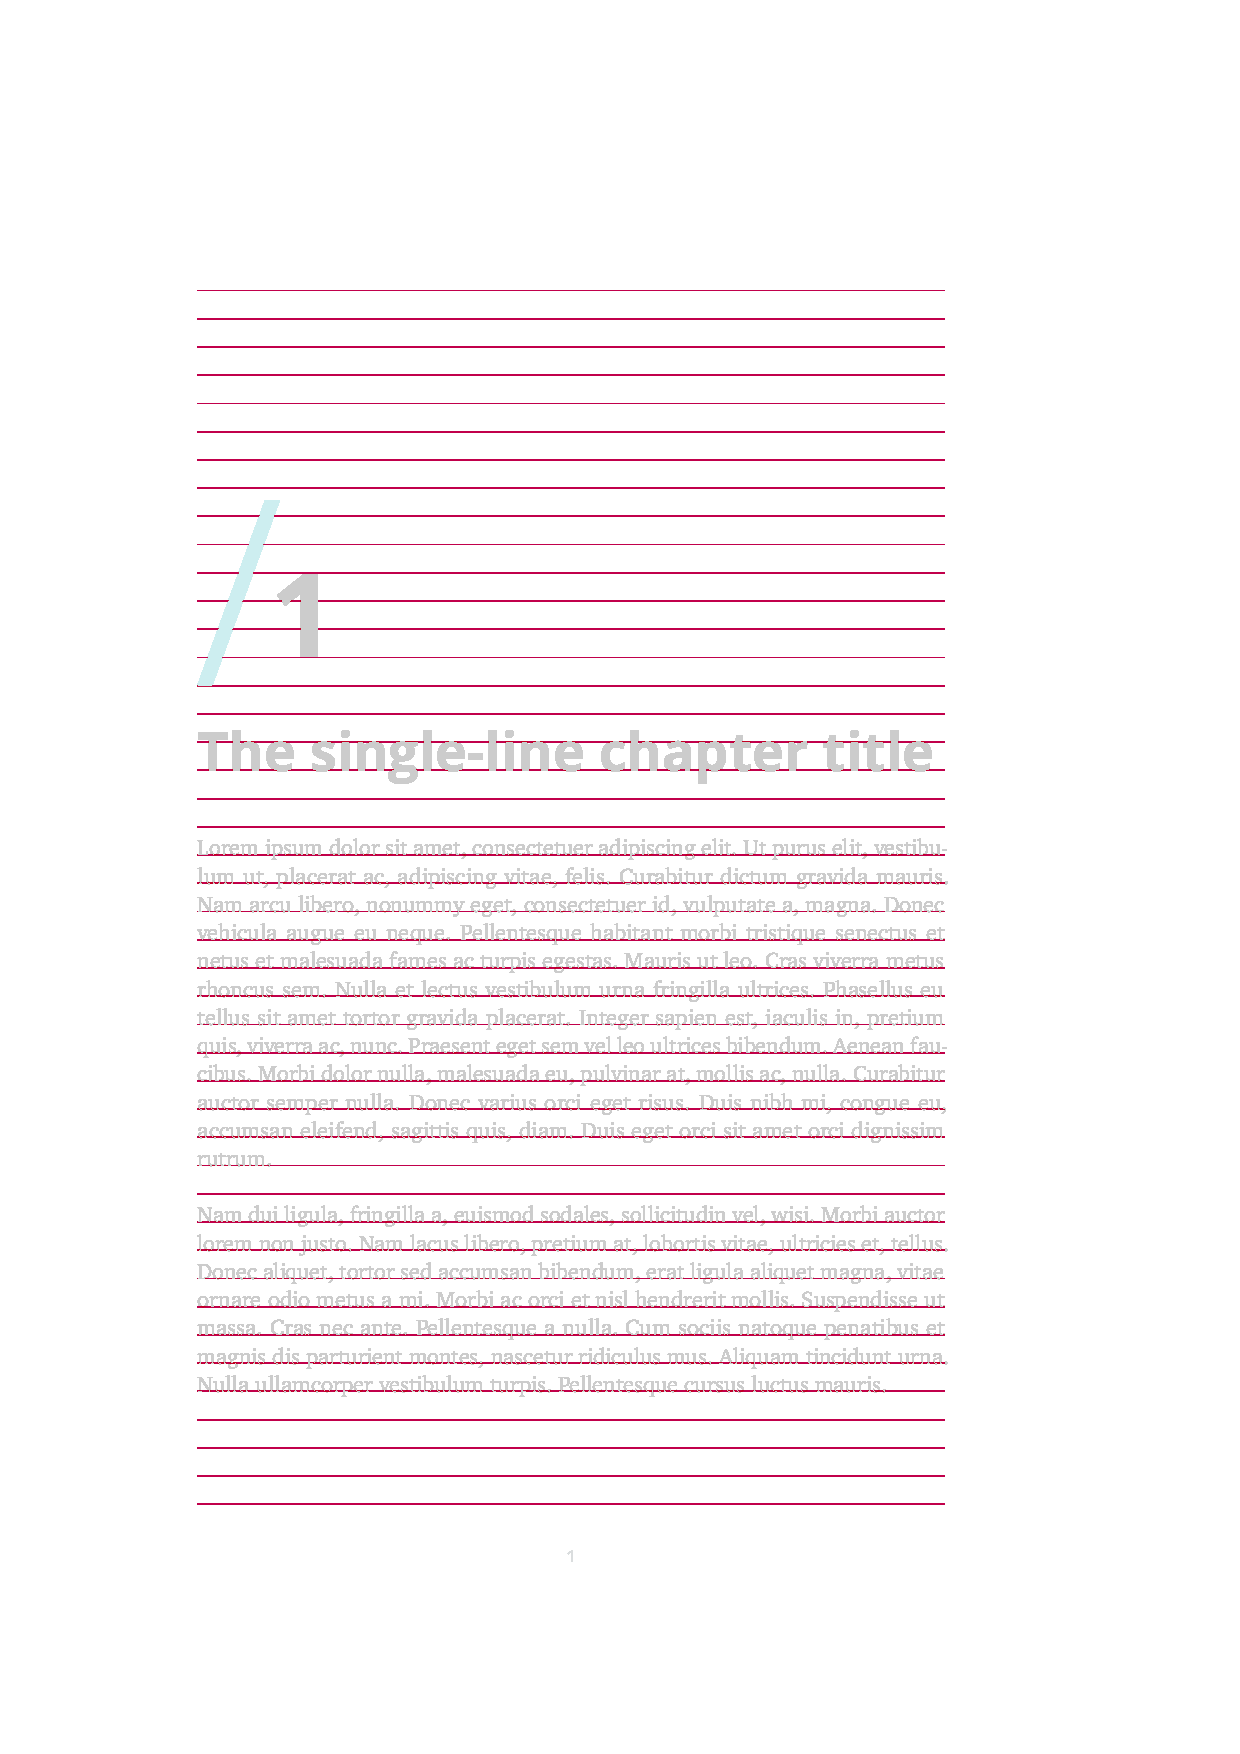 /1
The single-line chapter title
Lorem ipsum dolor sit amet, consectetuer adipiscing elit. Ut purus elit, vestibu-
lum ut, placerat ac, adipiscing vitae, felis. Curabitur dictum gravida mauris.
Nam arcu libero, nonummy eget, consectetuer id, vulputate a, magna. Donec
vehicula augue eu neque. Pellentesque habitant morbi tristique senectus et
netus et malesuada fames ac turpis egestas. Mauris ut leo. Cras viverra metus
rhoncus sem. Nulla et lectus vestibulum urna fringilla ultrices. Phasellus eu
tellus sit amet tortor gravida placerat. Integer sapien est, iaculis in, pretium
quis, viverra ac, nunc. Praesent eget sem vel leo ultrices bibendum. Aenean fau-
cibus. Morbi dolor nulla, malesuada eu, pulvinar at, mollis ac, nulla. Curabitur
auctor semper nulla. Donec varius orci eget risus. Duis nibh mi, congue eu,
accumsan eleifend, sagittis quis, diam. Duis eget orci sit amet orci dignissim
rutrum.
Nam dui ligula, fringilla a, euismod sodales, sollicitudin vel, wisi. Morbi auctor
lorem non justo. Nam lacus libero, pretium at, lobortis vitae, ultricies et, tellus.
Donec aliquet, tortor sed accumsan bibendum, erat ligula aliquet magna, vitae
ornare odio metus a mi. Morbi ac orci et nisl hendrerit mollis. Suspendisse ut
massa. Cras nec ante. Pellentesque a nulla. Cum sociis natoque penatibus et
magnis dis parturient montes, nascetur ridiculus mus. Aliquam tincidunt urna.
Nulla ullamcorper vestibulum turpis. Pellentesque cursus luctus mauris.
1